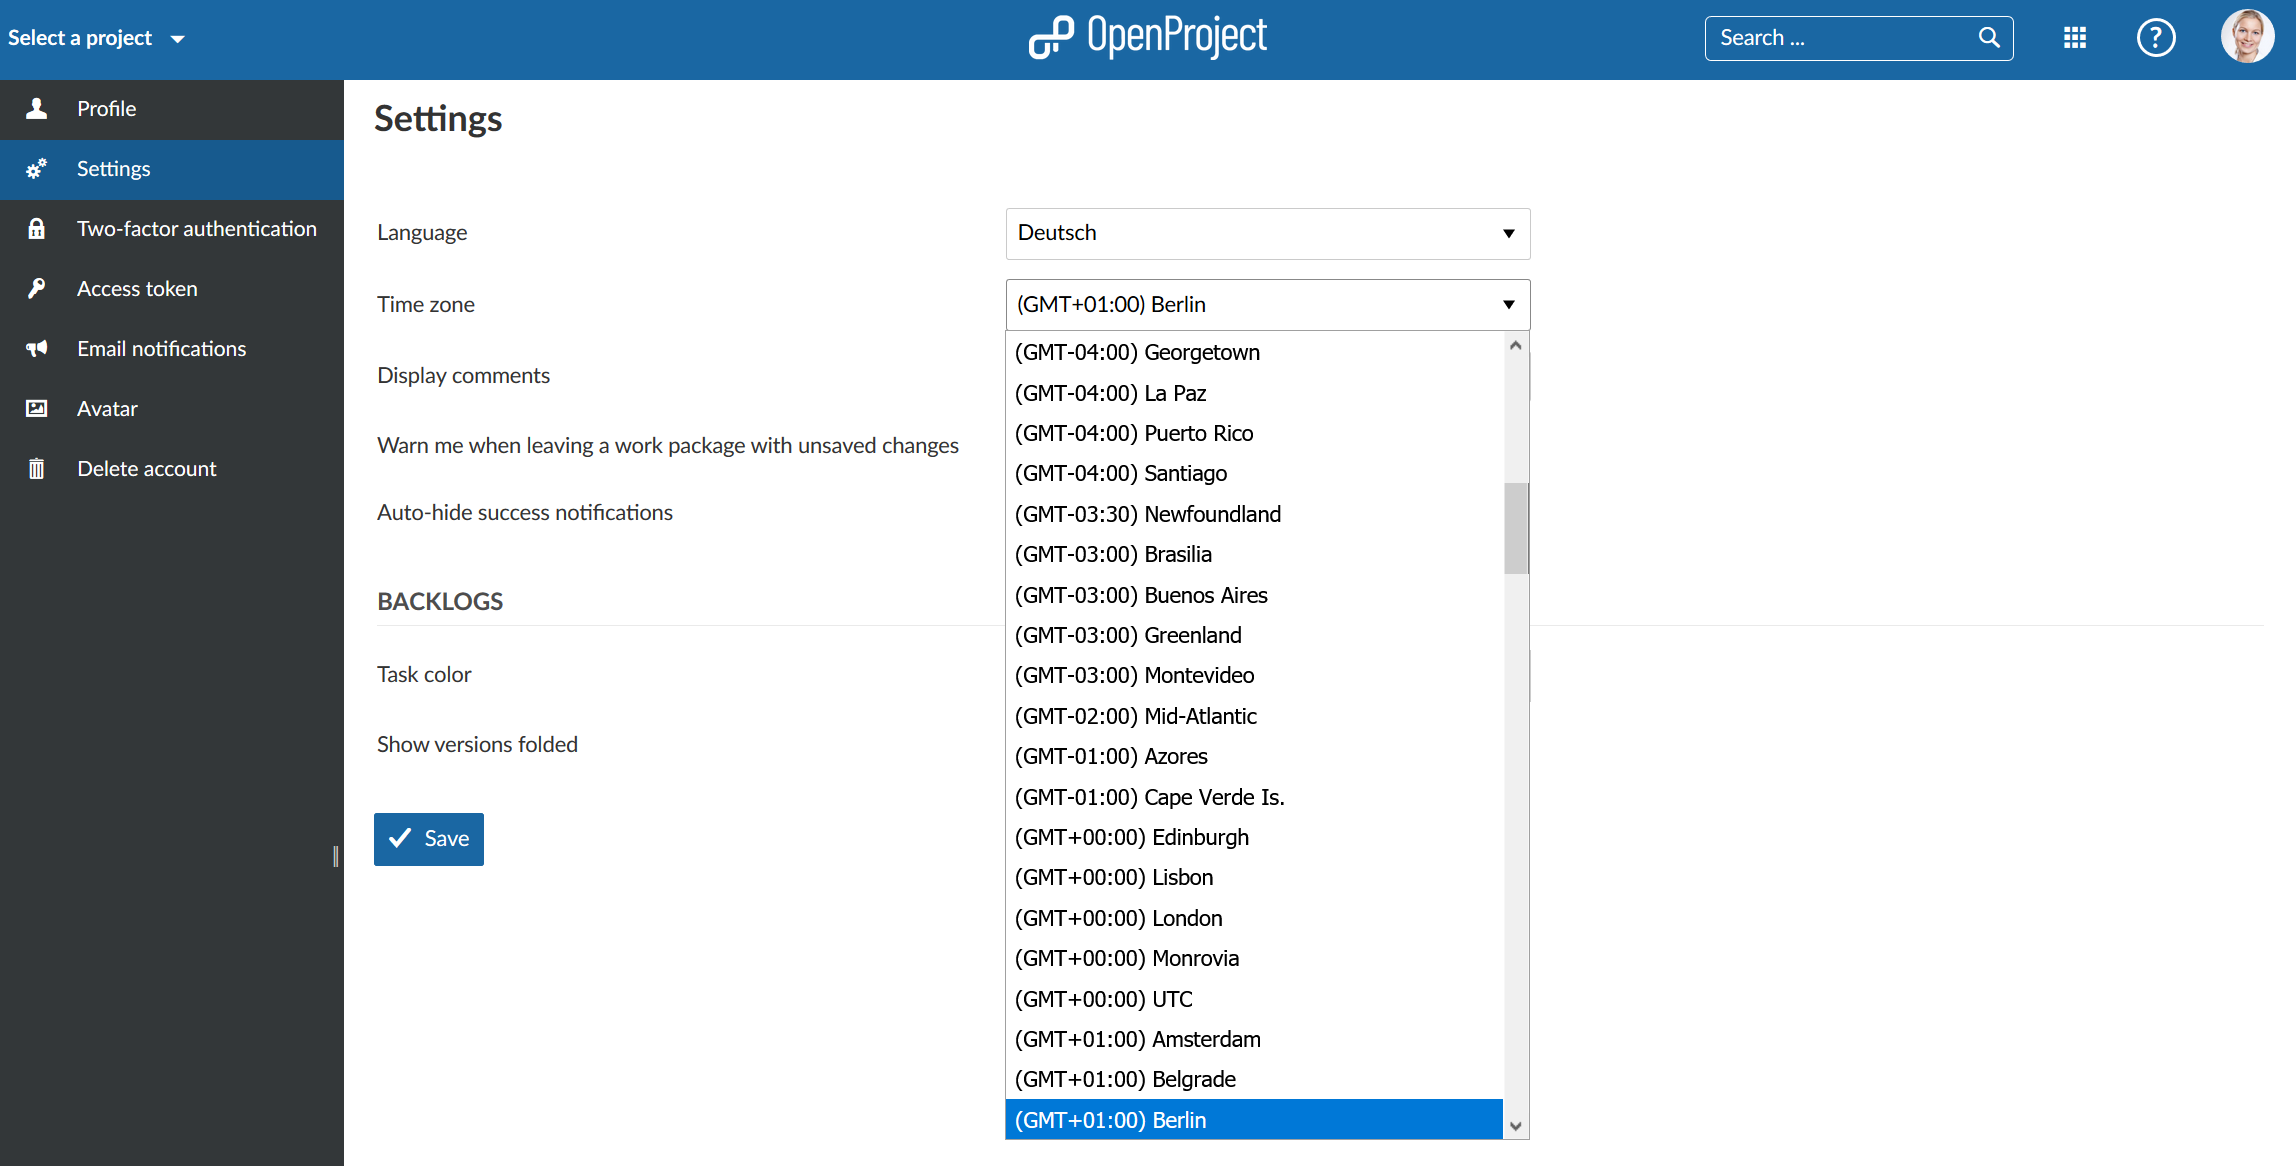 Select a project
OpenProject
Search ...
?
Profile
Settings
Two-factor authentication
Access token
Email notifications
Avatar
Delete account
Settings
Language
Deutsch
Time zone
(GMT+01:00) Berlin
Display comments
Warn me when leaving a work package with unsaved changes
Auto-hide success notifications
BACKLOGS
Task color
Show versions folded
Save
(GMT-04:00) Georgetown
(GMT-04:00) La Paz
(GMT-04:00) Puerto Rico
(GMT-04:00) Santiago
(GMT-03:30) Newfoundland
(GMT-03:00) Brasilia
(GMT-03:00) Buenos Aires
(GMT-03:00) Greenland
(GMT-03:00) Montevideo
(GMT-02:00) Mid-Atlantic
(GMT-01:00) Azores
(GMT-01:00) Cape Verde Is.
(GMT+00:00) Edinburgh
(GMT+00:00) Lisbon
(GMT+00:00) London
(GMT+00:00) Monrovia
(GMT+00:00) UTC
(GMT+01:00) Amsterdam
(GMT+01:00) Belgrade
(GMT+01:00) Berlin